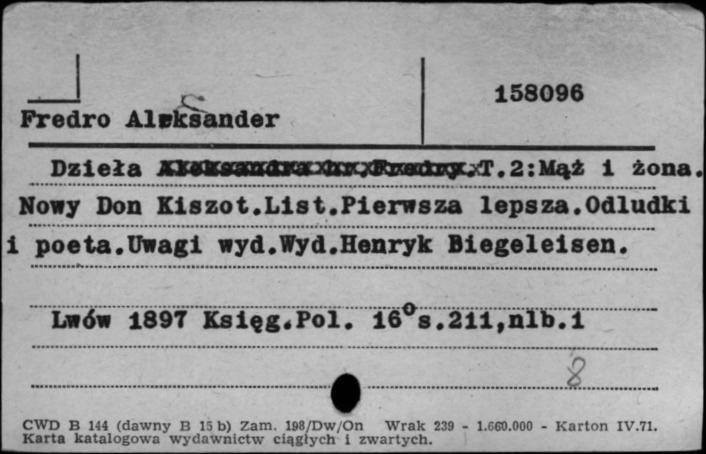 158096
Fredro Aleksander
Dzieła Aleksandra hr.Fredry.T.2:Mąż i żona.
Nowy Don Kiszot.List.Pierwsza lepsza.Odludki
i poeta.Uwagi wyd.Wyd.Henryk Biegeleisen.
Lwów 1897 Księg.Pol. 16°s.211,nlb.1
8
CWD B 144 (dawny B 15 b) Zam. 198/Dw/On Wrak 239 - 1.660.000 - Karton IV.71.
Karta katalogowa wydawnictw ciągłych i zwartych.